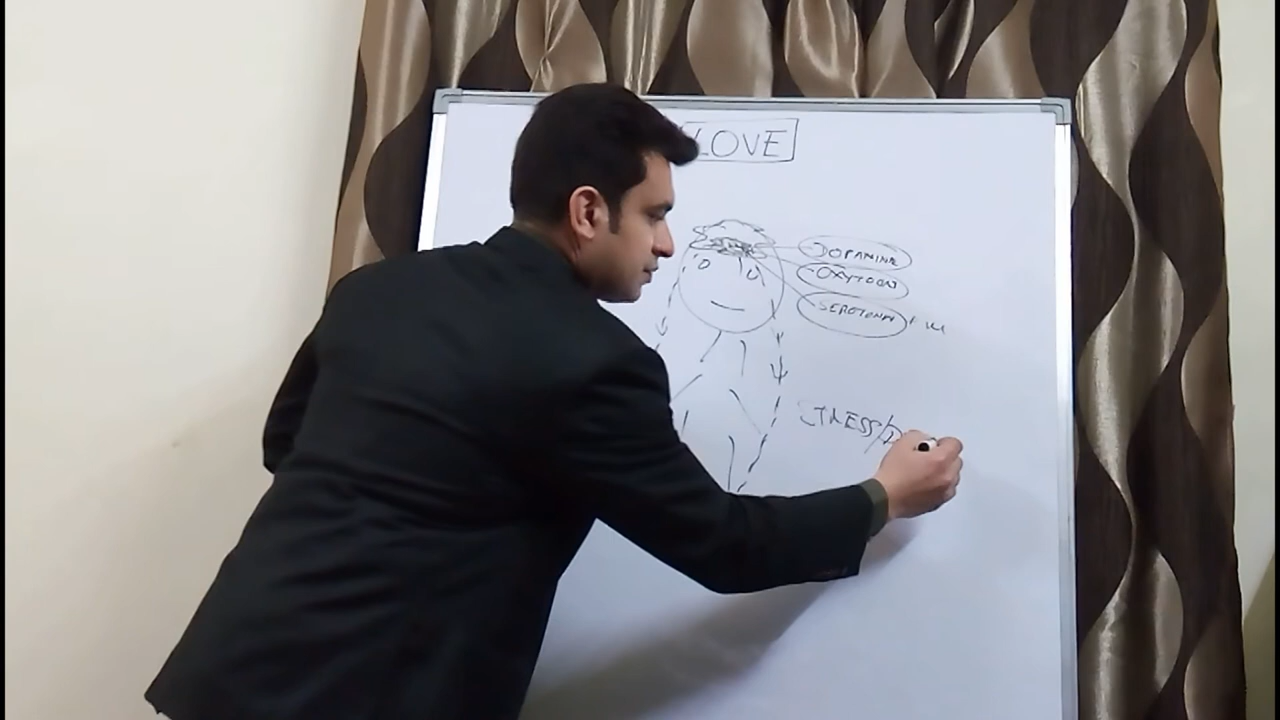 LOVE
-DOPAMINE
-OXYTOCIN
-SEROTONIN
STRESS/